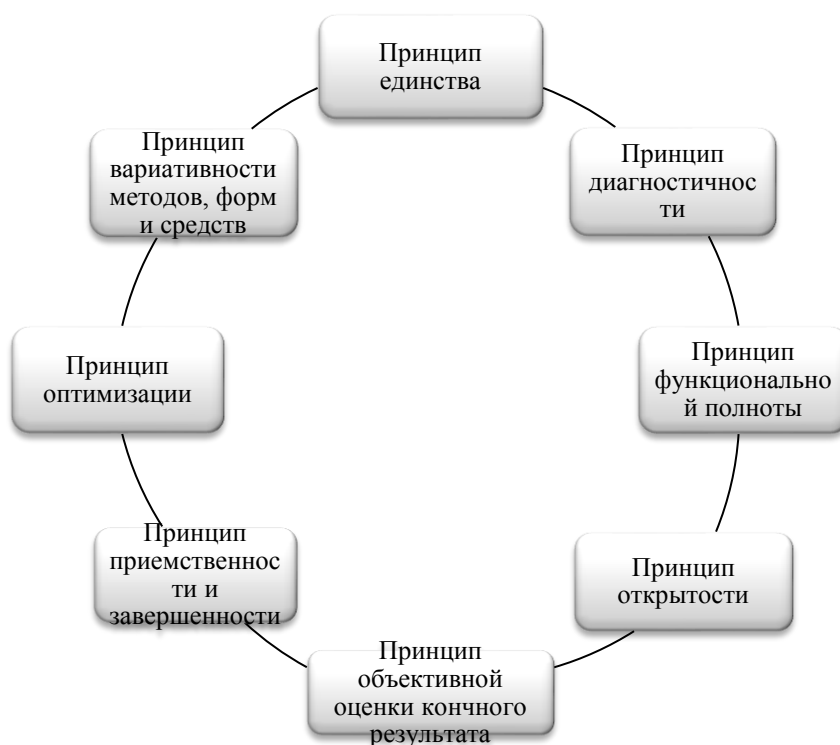 Принцип
единства
Принцип
диагностичнос
ти
Принцип
функционально
й полноты
Принцип
открытости
Принцип
объективной
оценки кончного
результата
Принцип
приемственнос
ти и
завершенности
Принцип
оптимизации
Принцип
вариативности
методов, форм
и средств